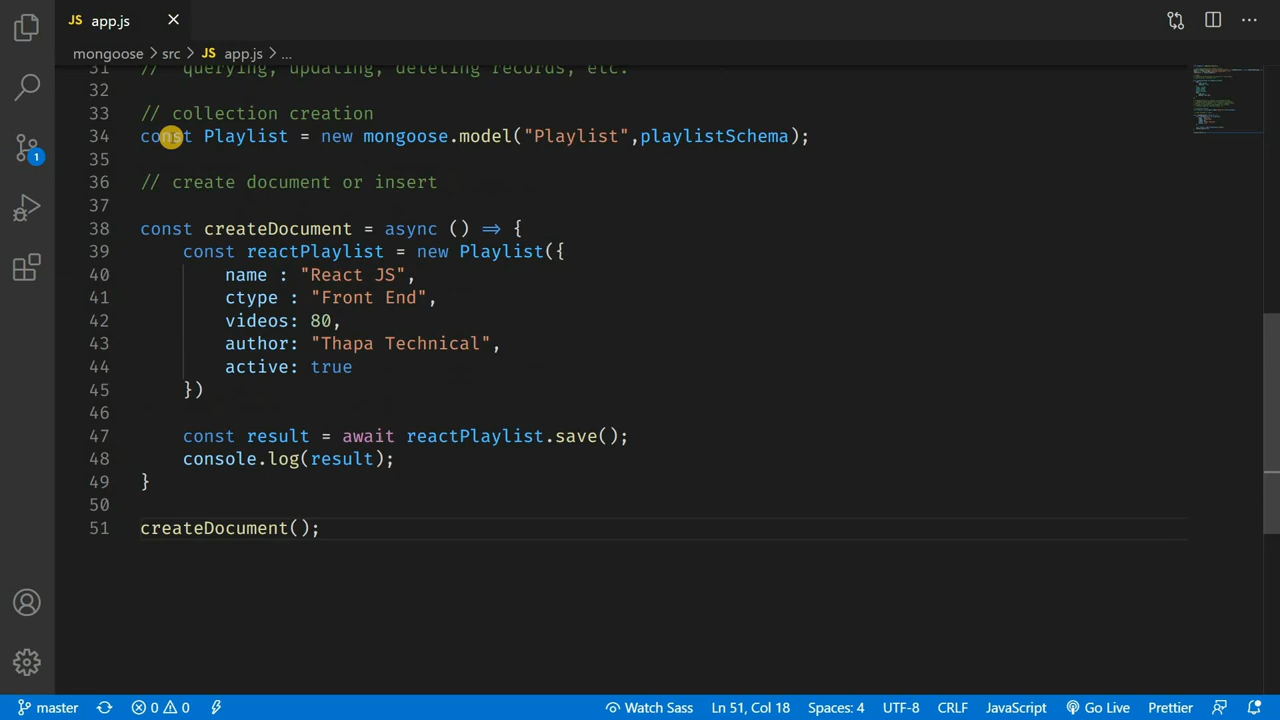 JS app.js
mongoose > src > JS app.js > ...
31 // querying, updating, deleting records, etc.
32
33 // collection creation
34 const Playlist = new mongoose.model("Playlist",playlistSchema);
35
36 // create document or insert
37
38 const createDocument = async () => {
39 const reactPlaylist = new Playlist({
40 name : "React JS",
41 ctype : "Front End",
42 videos: 80,
43 author: "Thapa Technical",
44 active: true
45 })
46
47 const result = await reactPlaylist.save();
48 console.log(result);
49 }
50
51 createDocument();
1
master 0 0 Watch Sass Ln 51, Col 18 Spaces: 4 UTF-8 CRLF JavaScript Go Live Prettier